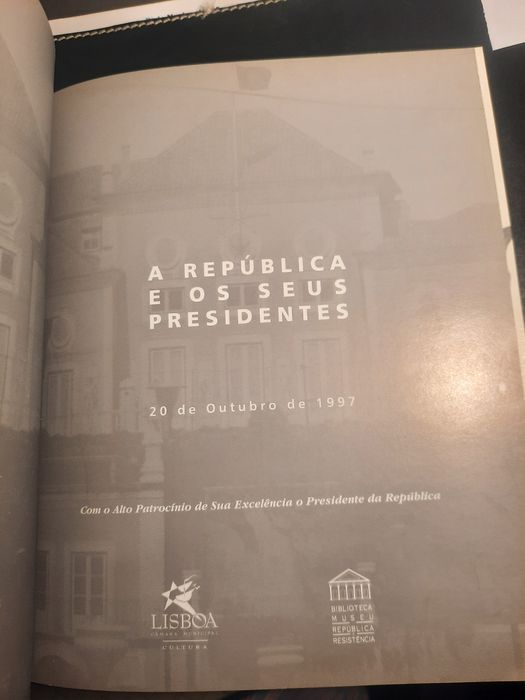 A REPÚBLICA
E OS SEUS
PRESIDENTES
20 de Outubro de 1997
Com o Alto Patrocínio de Sua Excelência o Presidente da República
LISBOA
CÂMARA MUNICIPAL
CULTURA
BIBLIOTECA
MUSEU
REPÚBLICA
RESISTÊNCIA